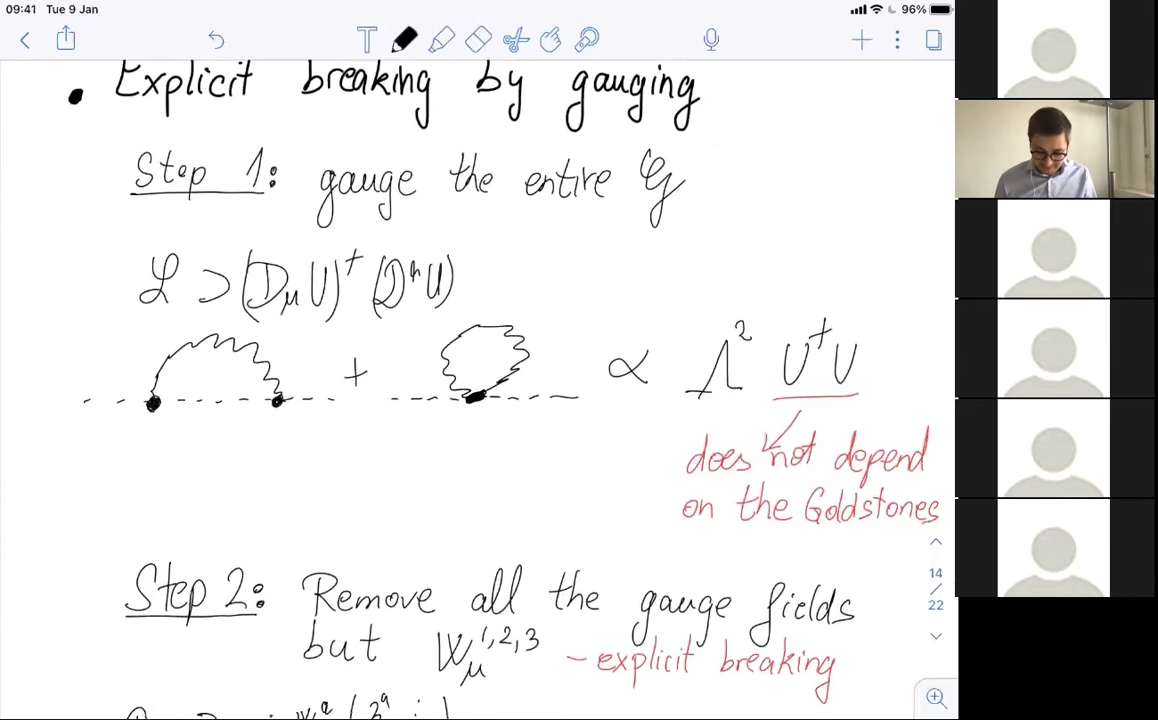 09:41 Tue 9 Jan 96%
• Explicit breaking by gauging
Step 1: gauge the entire 𝒢
ℒ ⊃ (D_μ U)^† (D^μ U)
+ ∝ Λ² U^†U
does not depend
on the Goldstones
Step 2: Remove all the gauge fields
but W_μ^{1,2,3} – explicit breaking
14
/
22